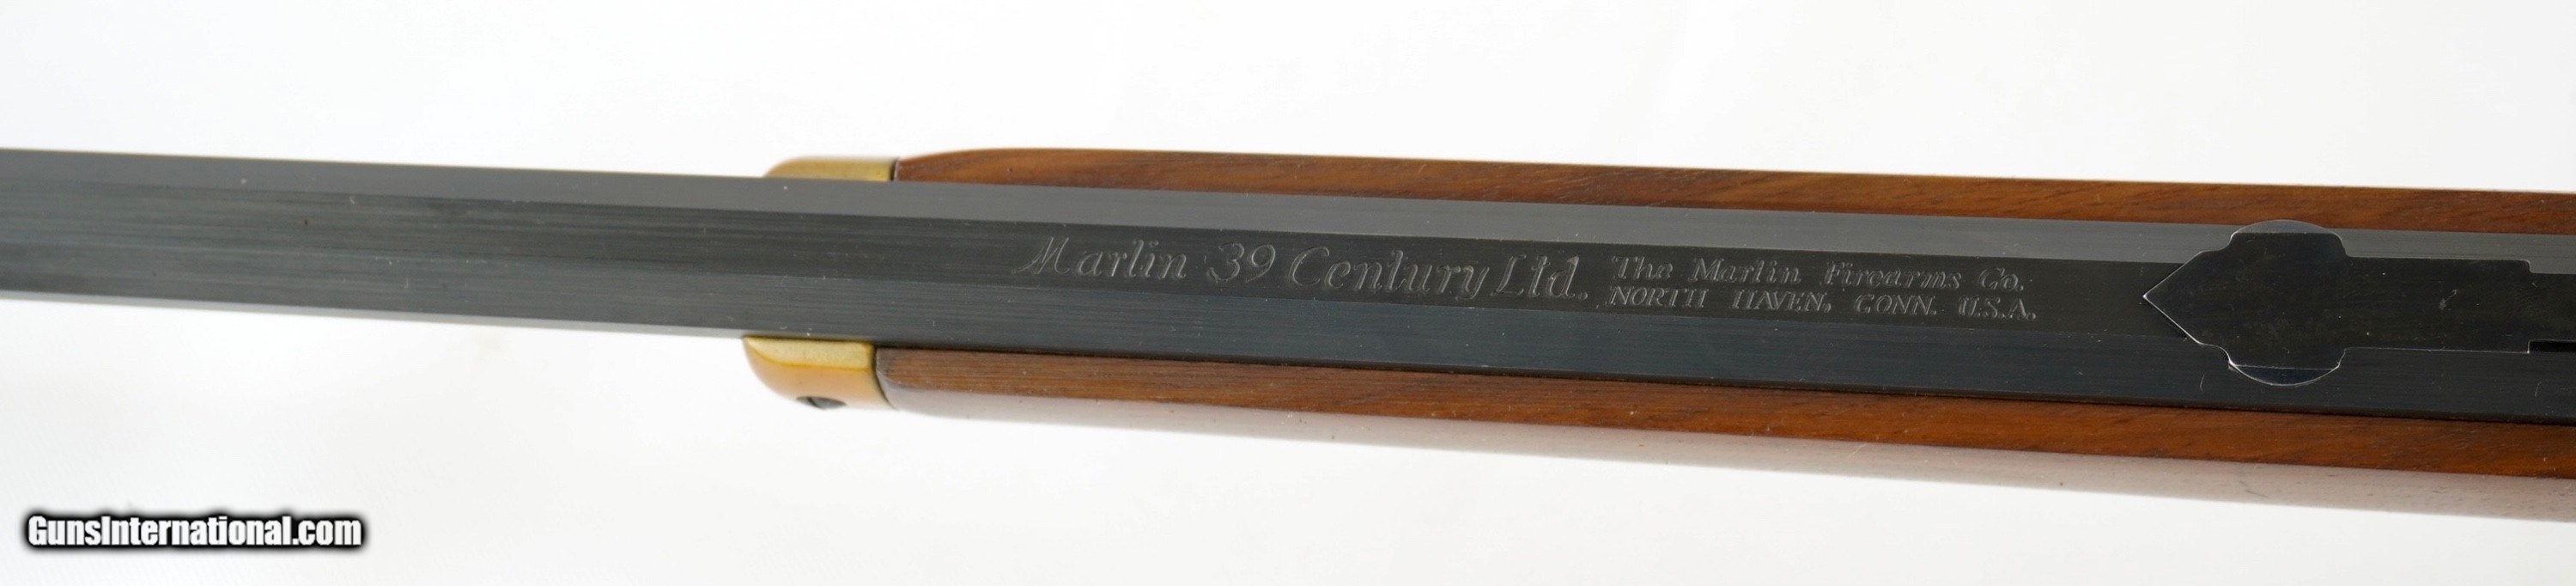 Marlin 39 Century Ltd.
The Marlin Firearms Co.
NORTH HAVEN, CONN. U.S.A.
GunsInternational.com